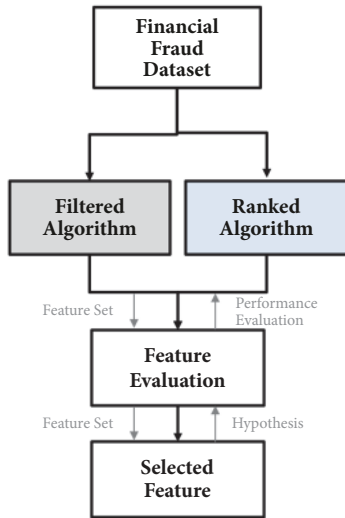 Financial
Fraud
Dataset
Filtered
Algorithm
Ranked
Algorithm
Feature Set
Performance
Evaluation
Feature
Evaluation
Feature Set
Hypothesis
Selected
Feature